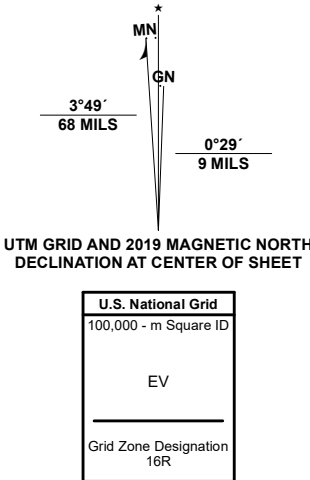 ★
MN
GN
3°49´
68 MILS
0°29´
9 MILS
UTM GRID AND 2019 MAGNETIC NORTH
DECLINATION AT CENTER OF SHEET
U.S. National Grid
100,000 - m Square ID
EV
Grid Zone Designation
16R